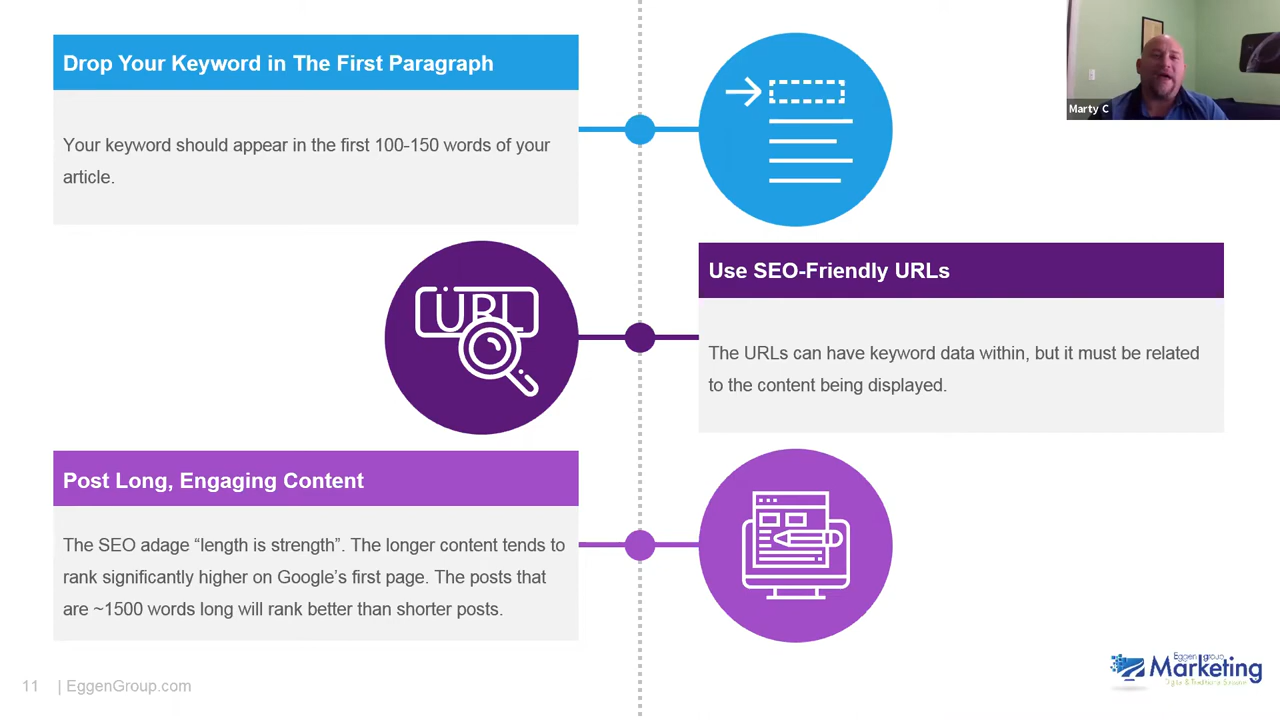 Drop Your Keyword in The First Paragraph
Your keyword should appear in the first 100-150 words of your
article.
Marty C
URL
Use SEO-Friendly URLs
The URLs can have keyword data within, but it must be related
to the content being displayed.
Post Long, Engaging Content
The SEO adage “length is strength”. The longer content tends to
rank significantly higher on Google’s first page. The posts that
are ~1500 words long will rank better than shorter posts.
11 | EggenGroup.com
Eggen group
Marketing